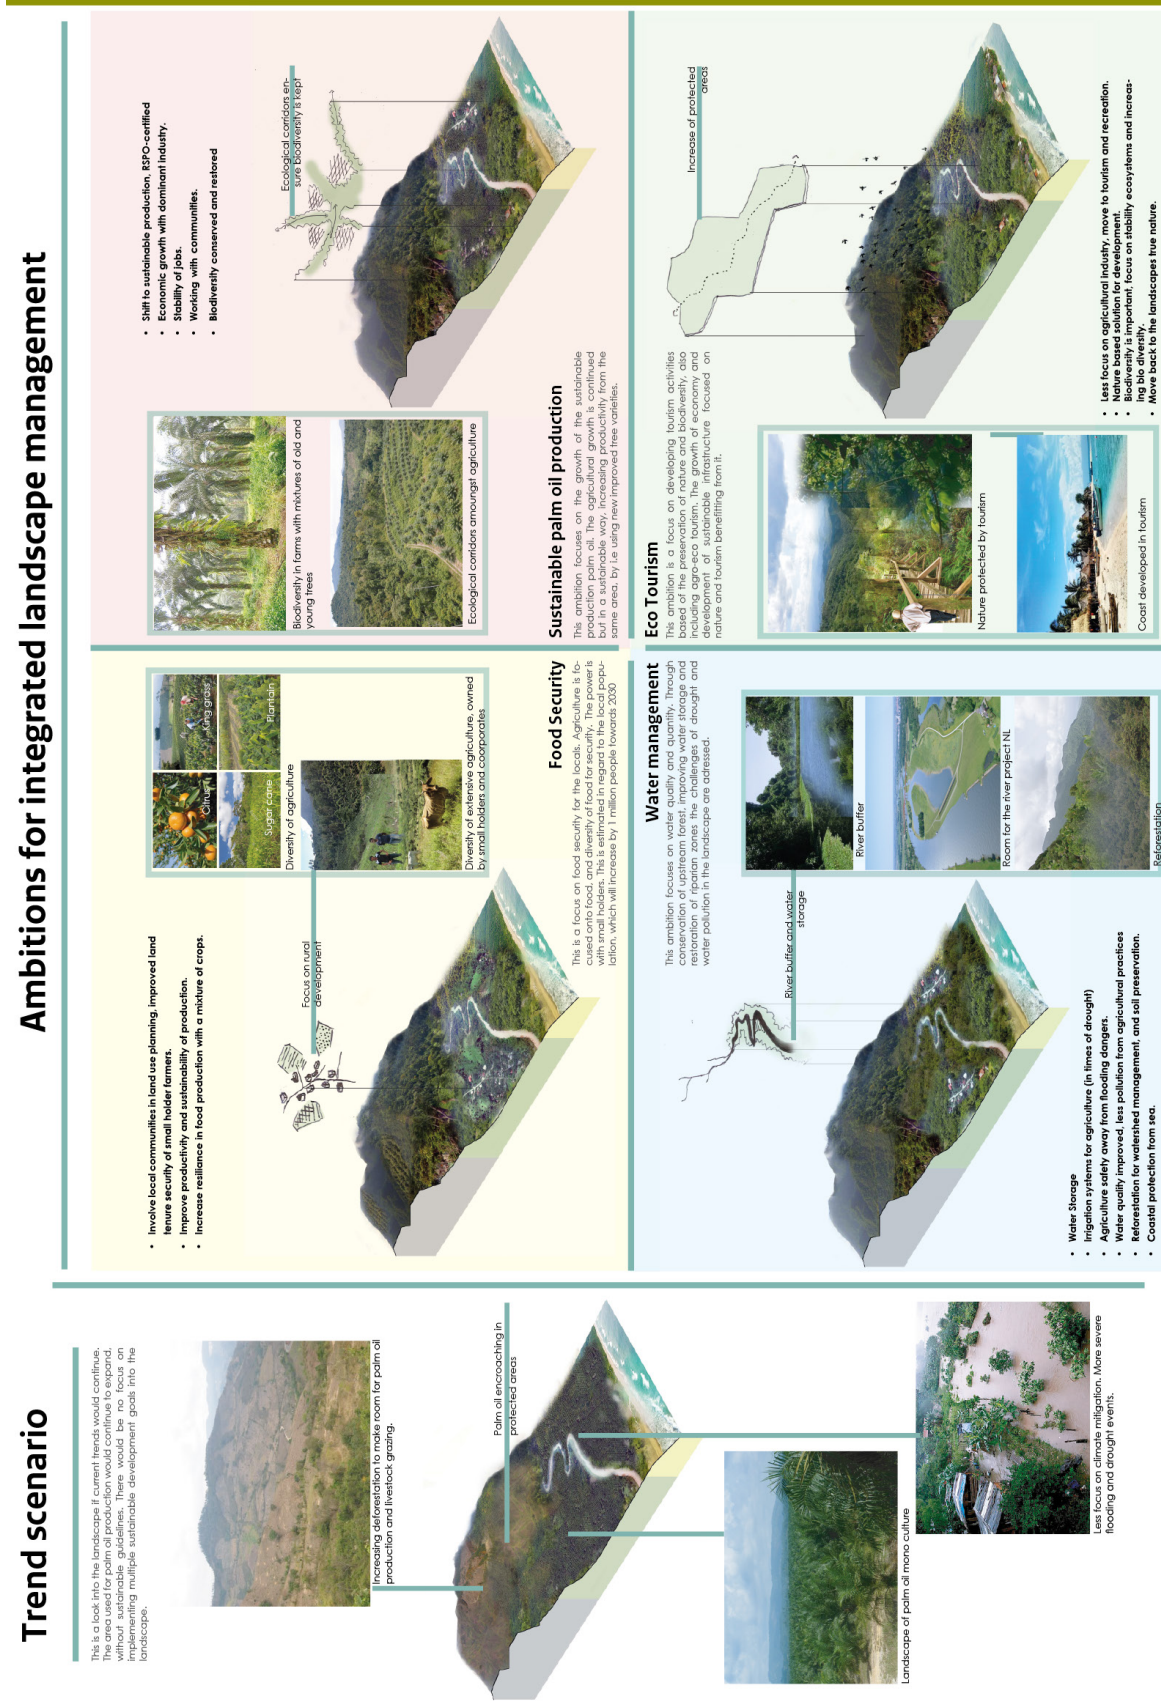 Trend scenario
This is a look into the landscape if current trends would continue.
The area used for palm oil production would continue to expand,
without sustainable guidelines. There would be no focus on
implementing multiple sustainable development goals into the
landscape.
Increasing deforestation to make room for palm oil
production and livestock grazing.
Palm oil encroaching in
protected areas
Landscape of palm oil mono culture
Less focus on climate mitigation. More severe
flooding and drought events.
Ambitions for integrated landscape management
• Involve local communities in land use planning, improved land
tenure security of small holder farmers.
• Improve productivity and sustainability of production.
• Increase resiliance in food production with a mixture of crops.
Focus on rural
development
Citrus
King grass
Sugar cane
Plantain
Diversity of agriculture
Diversity of extensive agriculture, owned
by small holders and coorporates
Food Security
This is a focus on food security for the locals. Agriculture is fo-
cused onto food, and diversity of food for security. The power is
with small holders. This is estimated in regard to the local popu-
lation, which will increase by 1 million people towards 2030
Biodiversity in farms with mixtures of old and
young trees
Ecological corridors amoungst agriculture
• Shift to sustainable production, RSPO-certified
• Economic growth with dominant industry.
• Stability of jobs.
• Working with communities.
• Biodiversity conserved and restored
Ecological corridors en-
sure biodiversity is kept
Sustainable palm oil production
This ambition focuses on the growth of the sustainable
production palm oil. The agricultural growth is continued
but in a sustainable way, increasing productivity from the
same area, by i.e using new improved tree varieties.
Water management
This ambition focuses on water quality and quantity. Through
conservation of upstream forest, improving water storage and
restoration of riparian zones the challenges of drought and
water pollution in the landscape are adressed.
River buffer and water
storage
River buffer
Room for the river project NL
Reforestation
• Water Storage
• Irrigation systems for agriculture (in times of drought)
• Agriculture safety away from flooding dangers.
• Water quality improved, less pollution from agricultural practices
• Reforestation for watershed management, and soil preservation.
• Coastal protection from sea.
Eco Tourism
This ambition is a focus on developing tourism activities
based of the preservation of nature and biodiversity, also
including agro-eco tourism. The growth of economy and
development of sustainable infrastructure focused on
nature and tourism benefitting from it.
Increase of protected
areas
Nature protected by tourism
Coast developed in tourism
• Less focus on agricultural industry, move to tourism and recreation.
• Nature based solution for development.
• Biodiversity is important, focus on stability ecosystems and increas-
ing bio diversity.
• Move back to the landscapes true nature.